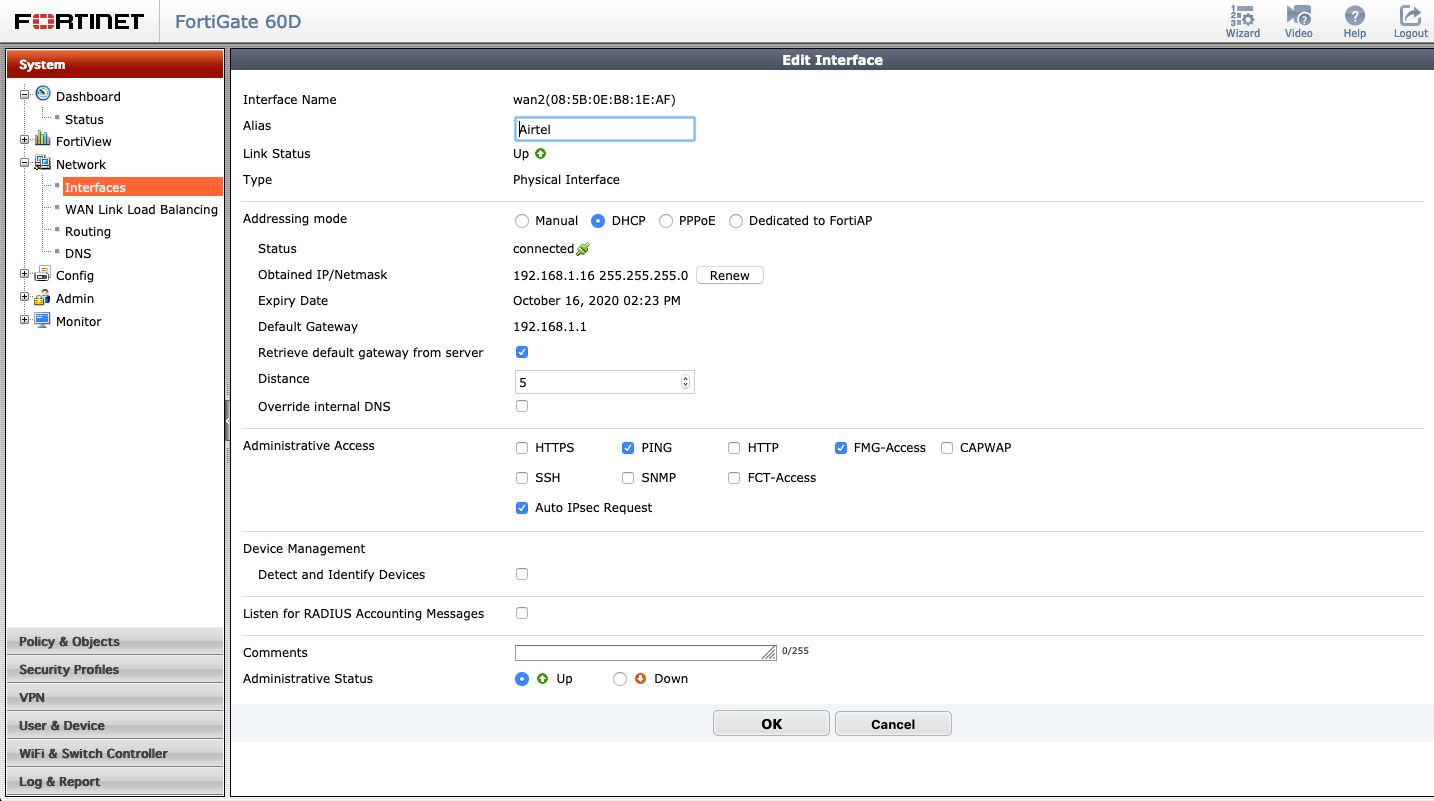 FORTINET
FortiGate 60D
Wizard
Video
Help
Logout
System
Dashboard
Status
FortiView
Network
Interfaces
WAN Link Load Balancing
Routing
DNS
Config
Admin
Monitor
Policy & Objects
Security Profiles
VPN
User & Device
WiFi & Switch Controller
Log & Report
Edit Interface
Interface Name wan2(08:5B:0E:B8:1E:AF)
Alias Airtel
Link Status Up
Type Physical Interface
Addressing mode Manual DHCP PPPoE Dedicated to FortiAP
Status connected
Obtained IP/Netmask 192.168.1.16 255.255.255.0 Renew
Expiry Date October 16, 2020 02:23 PM
Default Gateway 192.168.1.1
Retrieve default gateway from server
Distance 5
Override internal DNS
Administrative Access HTTPS PING HTTP FMG-Access CAPWAP
SSH SNMP FCT-Access
Auto IPsec Request
Device Management
Detect and Identify Devices
Listen for RADIUS Accounting Messages
Comments 0/255
Administrative Status Up Down
OK Cancel